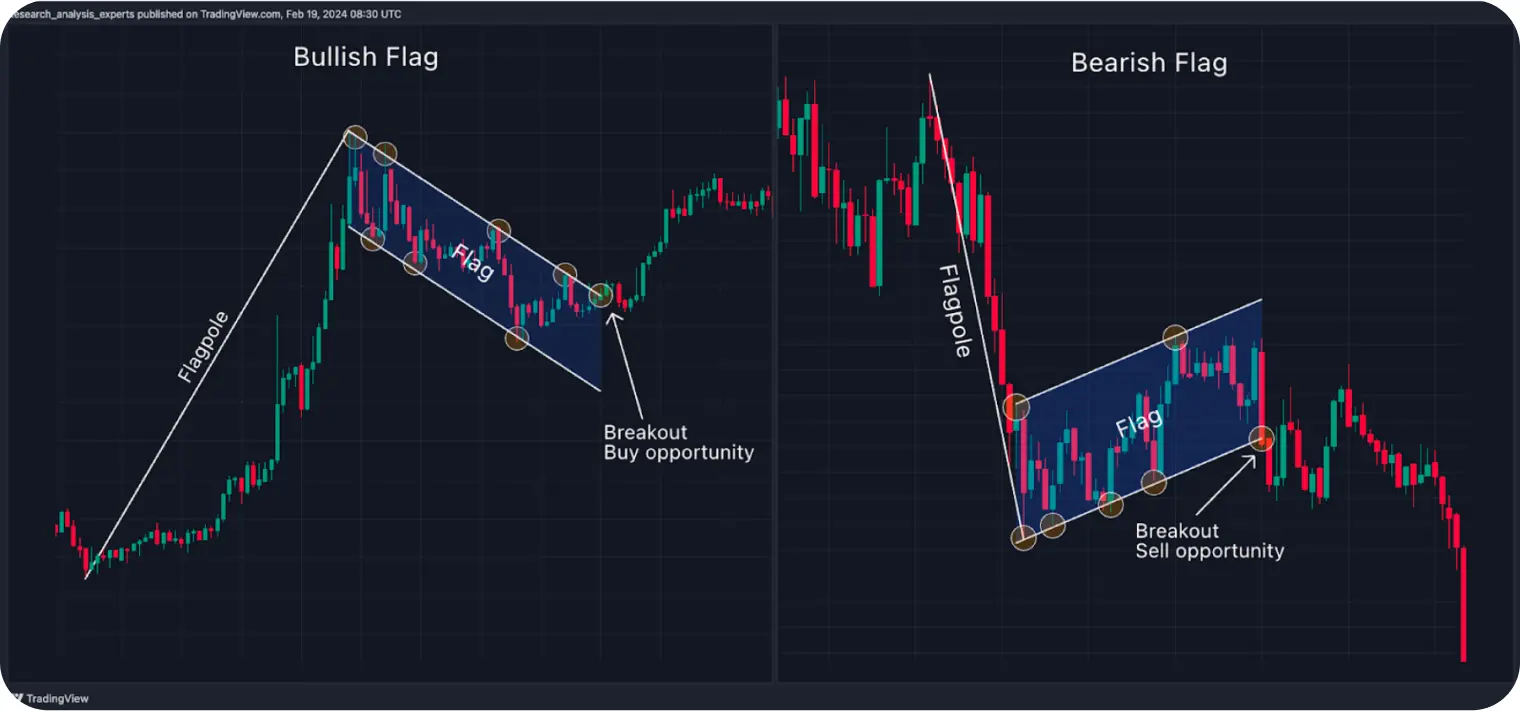 research_analysis_experts published on TradingView.com, Feb 19, 2024 08:30 UTC
Bullish Flag
Flagpole
Flag
Breakout
Buy opportunity
Bearish Flag
Flagpole
Flag
Breakout
Sell opportunity
TradingView